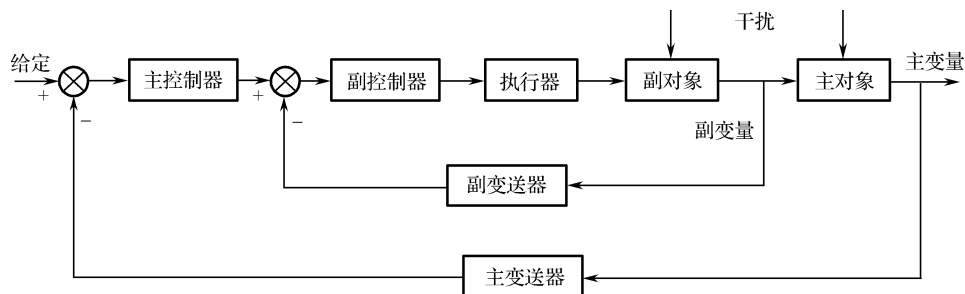 干扰
给定
主控制器
副控制器
执行器
副对象
主对象
主变量
+
+
−
−
副变量
副变送器
主变送器